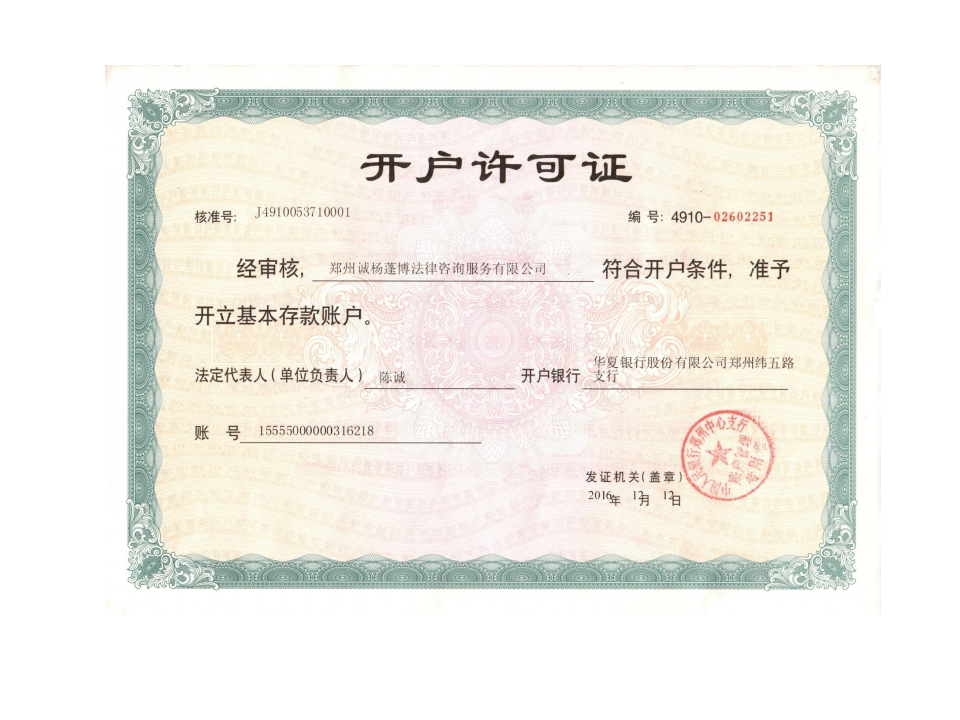 开户许可证
核准号: J4910053710001 编 号: 4910-02602251
经审核, 郑州诚杨蓬博法律咨询服务有限公司 符合开户条件, 准予
开立基本存款账户。
法定代表人(单位负责人) 陈诚 开户银行 华夏银行股份有限公司郑州纬五路
支行
账 号 15555000000316218
中国人民银行郑州中心支行
账户管理
专用章
发证机关(盖章)
2016年 12月 12日